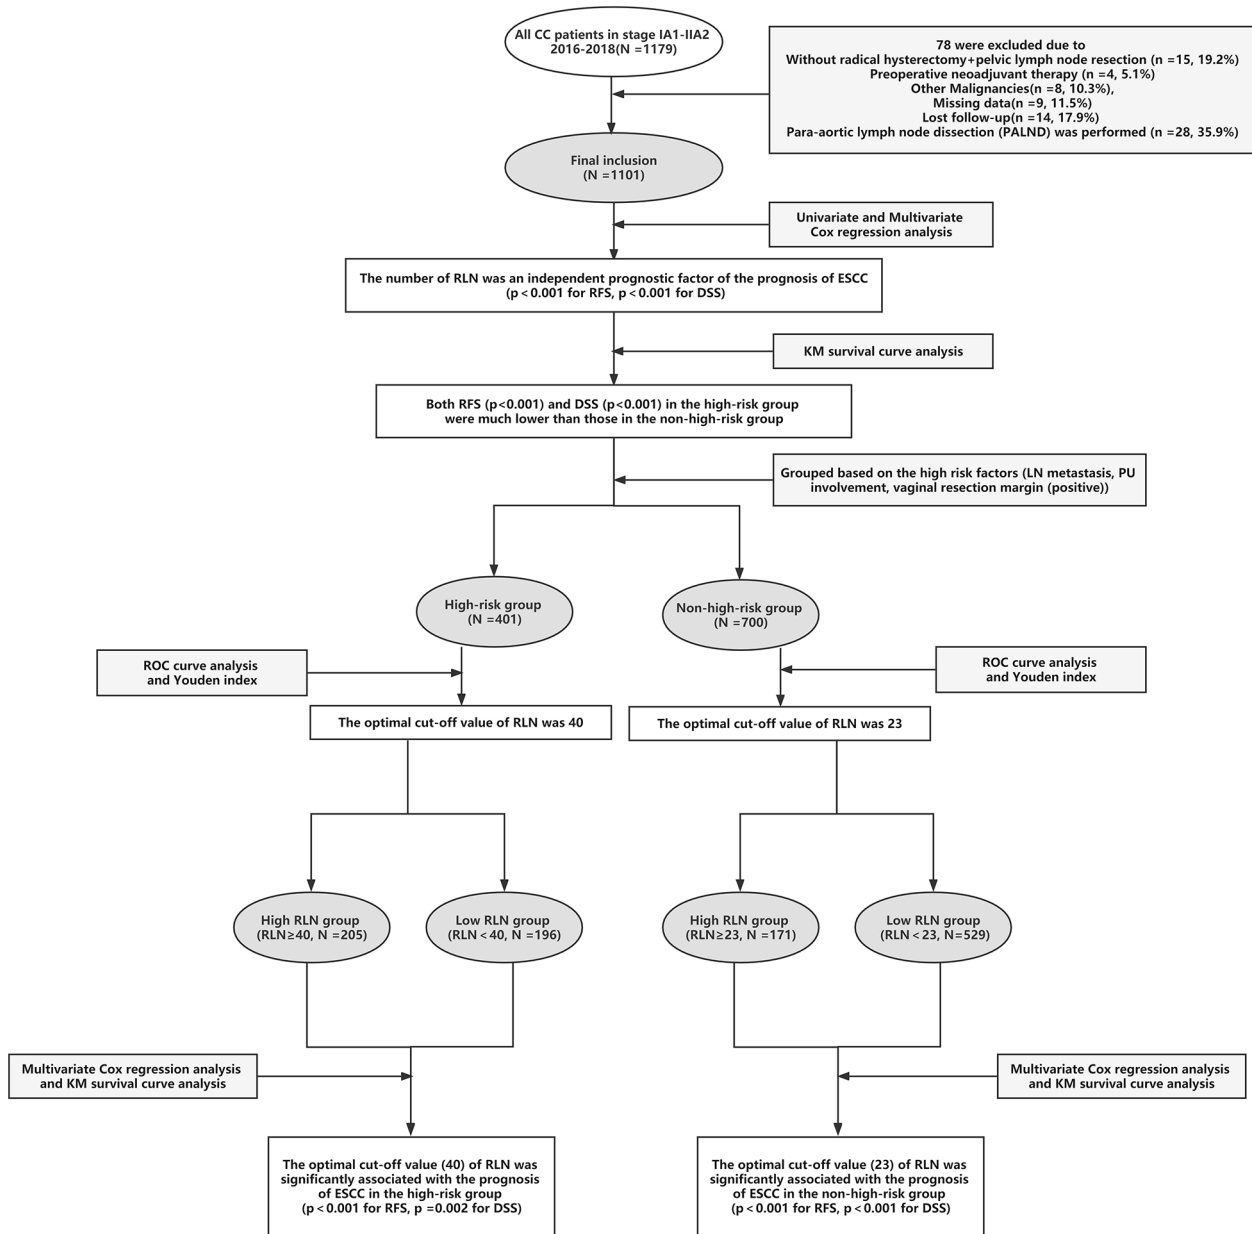 All CC patients in stage IA1-IIA2
2016-2018(N =1179)
78 were excluded due to
Without radical hysterectomy+pelvic lymph node resection (n =15, 19.2%)
Preoperative neoadjuvant therapy (n =4, 5.1%)
Other Malignancies(n =8, 10.3%),
Missing data(n =9, 11.5%)
Lost follow-up(n =14, 17.9%)
Para-aortic lymph node dissection (PALND) was performed (n =28, 35.9%)
Final inclusion
(N =1101)
Univariate and Multivariate
Cox regression analysis
The number of RLN was an independent prognostic factor of the prognosis of ESCC
(p < 0.001 for RFS, p < 0.001 for DSS)
KM survival curve analysis
Both RFS (p<0.001) and DSS (p<0.001) in the high-risk group
were much lower than those in the non-high-risk group
Grouped based on the high risk factors (LN metastasis, PU
involvement, vaginal resection margin (positive))
High-risk group
(N =401)
Non-high-risk group
(N =700)
ROC curve analysis
and Youden index
ROC curve analysis
and Youden index
The optimal cut-off value of RLN was 40
The optimal cut-off value of RLN was 23
High RLN group
(RLN≥40, N =205)
Low RLN group
(RLN < 40, N =196)
High RLN group
(RLN≥23, N =171)
Low RLN group
(RLN < 23, N=529)
Multivariate Cox regression analysis
and KM survival curve analysis
Multivariate Cox regression analysis
and KM survival curve analysis
The optimal cut-off value (40) of RLN was
significantly associated with the prognosis
of ESCC in the high-risk group
(p < 0.001 for RFS, p =0.002 for DSS)
The optimal cut-off value (23) of RLN was
significantly associated with the prognosis
of ESCC in the non-high-risk group
(p < 0.001 for RFS, p < 0.001 for DSS)